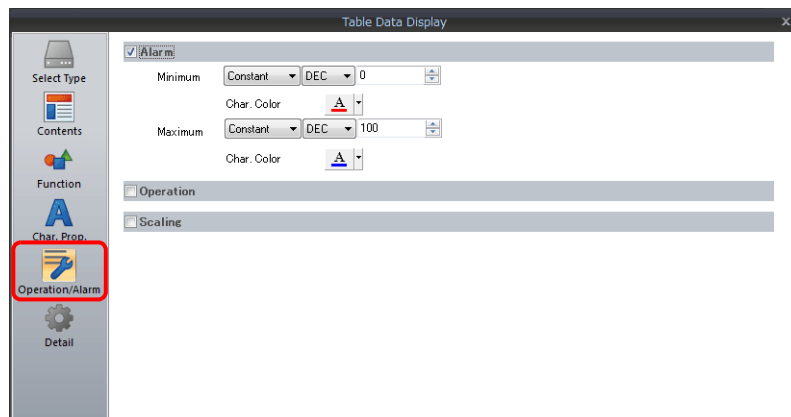 Table Data Display
x
Select Type
Contents
Function
A
Char. Prop.
Operation/Alarm
Detail
Alarm
Minimum Constant DEC 0
Char. Color A
Maximum Constant DEC 100
Char. Color A
Operation
Scaling